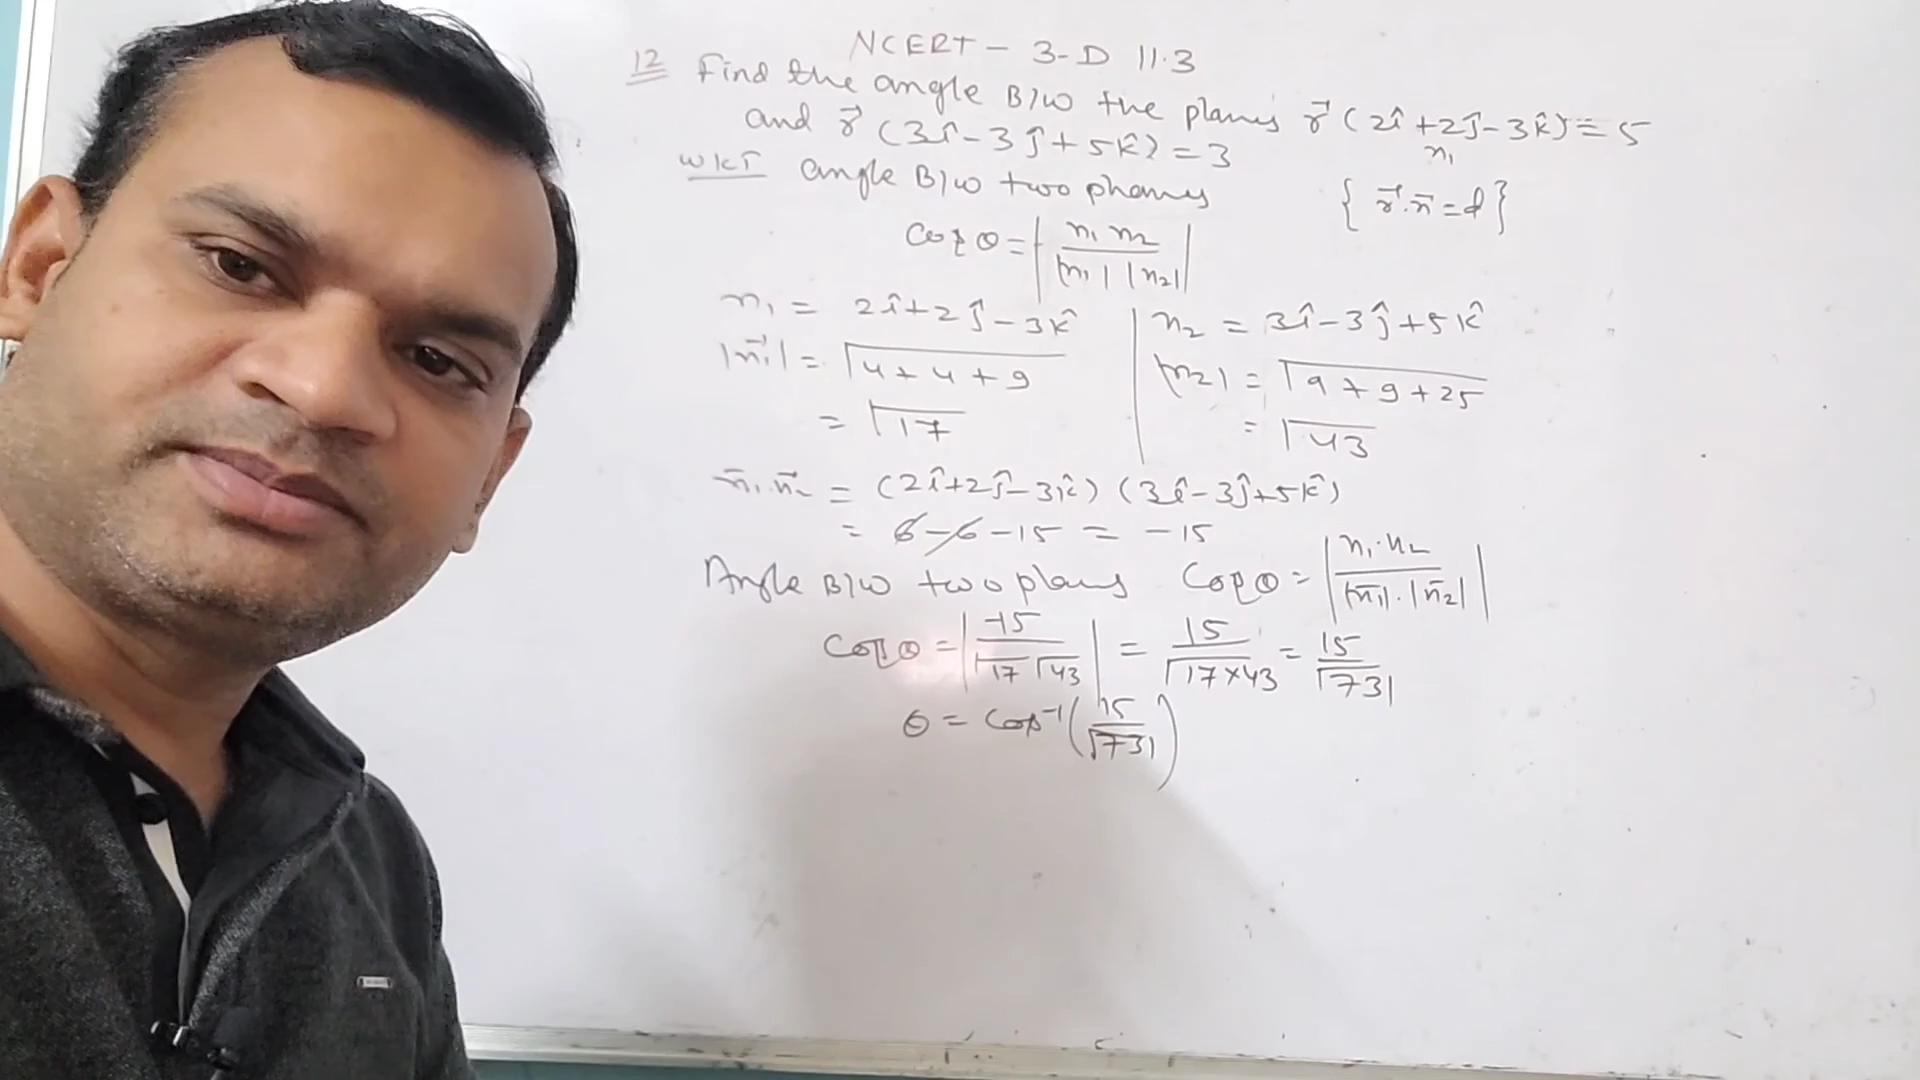 NCERT - 3-D 11.3
12 Find the angle B/w the planes r⃗ (2î+2ĵ-3k̂) = 5
n₁
and r⃗ (3î-3ĵ+5k̂) = 3
WKT angle B/w two planes { r⃗.n⃗ = d }
Cos θ = | n₁ n₂ / |n₁| |n₂| |
n₁ = 2î+2ĵ-3k̂ | n₂ = 3î-3ĵ+5k̂
|n⃗₁| = √4+4+9 | |n₂| = √9+9+25
= √17 | = √43
n⃗₁.n⃗₂ = (2î+2ĵ-3k̂) (3î-3ĵ+5k̂)
= 6-6-15 = -15
Angle B/w two planes Cos θ = | n₁.n₂ / |n̄₁|.|n̄₂| |
Cos θ = | -15 / √17 √43 | = 15 / √17×43 = 15 / √731
θ = Cos⁻¹ ( 15 / √731 )